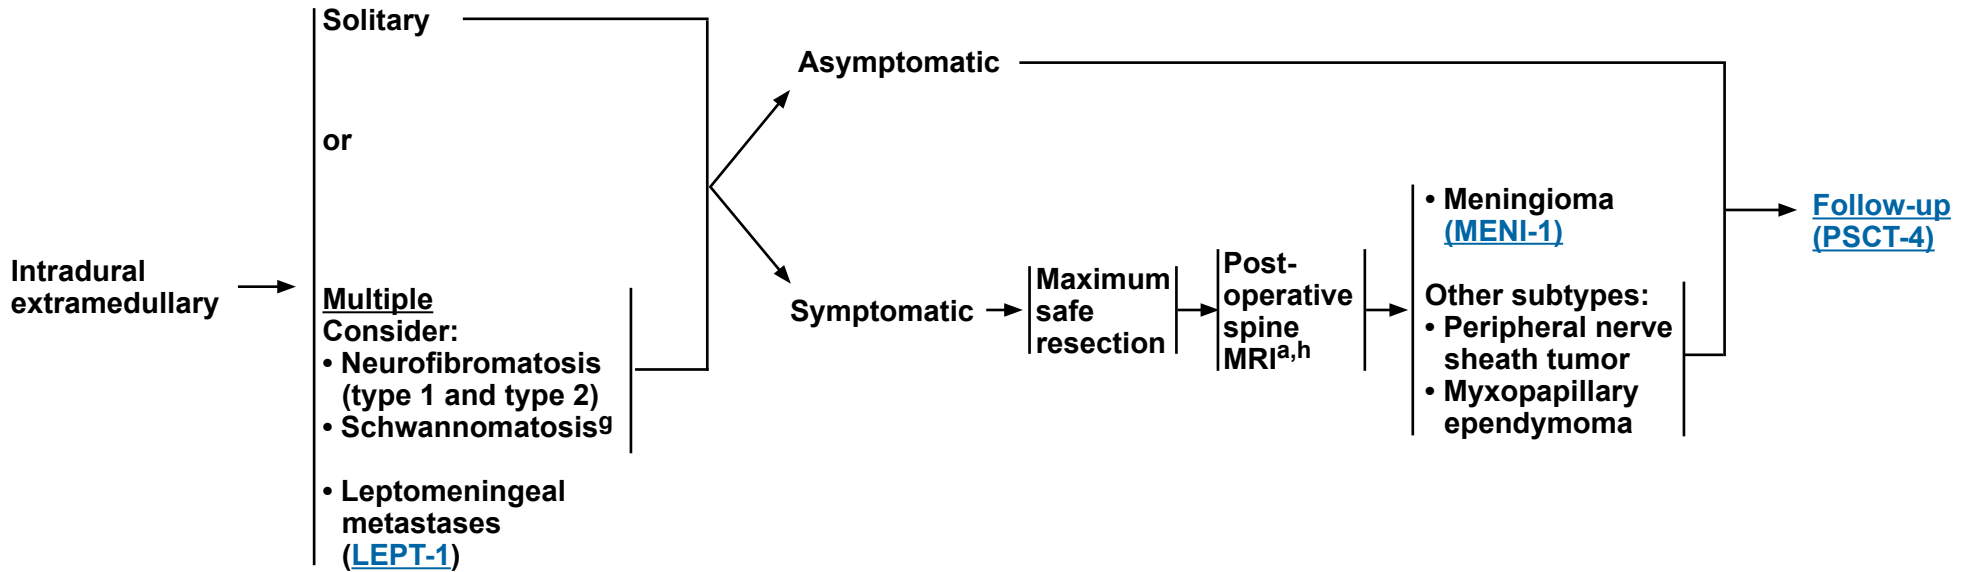 Intradural
extramedullary
Solitary
or
Multiple
Consider:
• Neurofibromatosis
(type 1 and type 2)
• Schwannomatosisg
• Leptomeningeal
metastases
(LEPT-1)
Asymptomatic
Symptomatic
Maximum
safe
resection
Post-
operative
spine
MRIa,h
• Meningioma
(MENI-1)
Other subtypes:
• Peripheral nerve
sheath tumor
• Myxopapillary
ependymoma
Follow-up
(PSCT-4)